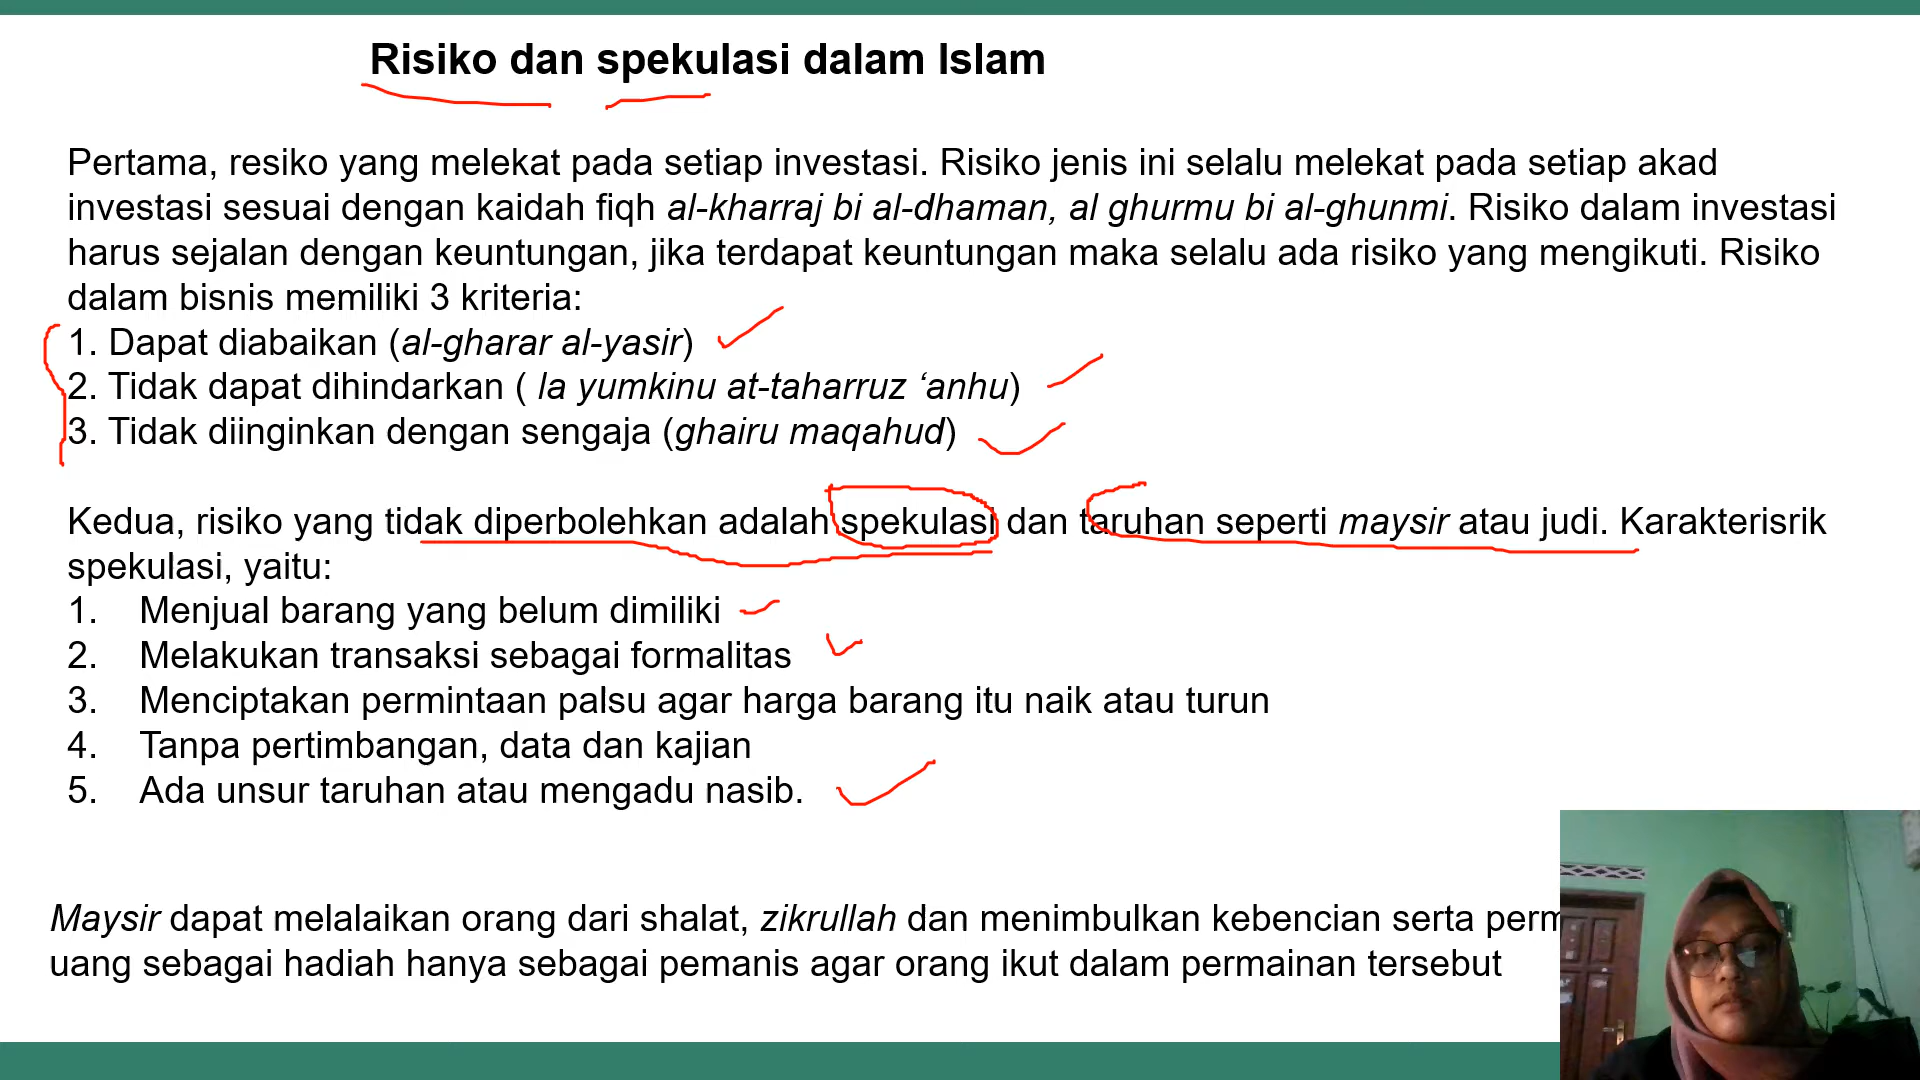 Risiko dan spekulasi dalam Islam
Pertama, resiko yang melekat pada setiap investasi. Risiko jenis ini selalu melekat pada setiap akad
investasi sesuai dengan kaidah fiqh al-kharraj bi al-dhaman, al ghurmu bi al-ghunmi. Risiko dalam investasi
harus sejalan dengan keuntungan, jika terdapat keuntungan maka selalu ada risiko yang mengikuti. Risiko
dalam bisnis memiliki 3 kriteria:
1. Dapat diabaikan (al-gharar al-yasir)
2. Tidak dapat dihindarkan ( la yumkinu at-taharruz ‘anhu)
3. Tidak diinginkan dengan sengaja (ghairu maqahud)
Kedua, risiko yang tidak diperbolehkan adalah spekulasi dan taruhan seperti maysir atau judi. Karakterisrik
spekulasi, yaitu:
1. Menjual barang yang belum dimiliki
2. Melakukan transaksi sebagai formalitas
3. Menciptakan permintaan palsu agar harga barang itu naik atau turun
4. Tanpa pertimbangan, data dan kajian
5. Ada unsur taruhan atau mengadu nasib.
Maysir dapat melalaikan orang dari shalat, zikrullah dan menimbulkan kebencian serta
uang sebagai hadiah hanya sebagai pemanis agar orang ikut dalam permainan tersebut